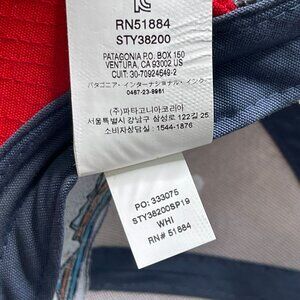 RN51884
STY38200
PATAGONIA P.O. BOX 150
VENTURA, CA 93002 US
CUIT: 30-70924649-2
パタゴニア・インターナショナル・インク
0467-23-8961
(주)파타고니아코리아
서울특별시 강남구 삼성로 122길 25
소비자상담실 : 1544-1876
PO: 333075
STY38200SP19
WHI
RN# 51884